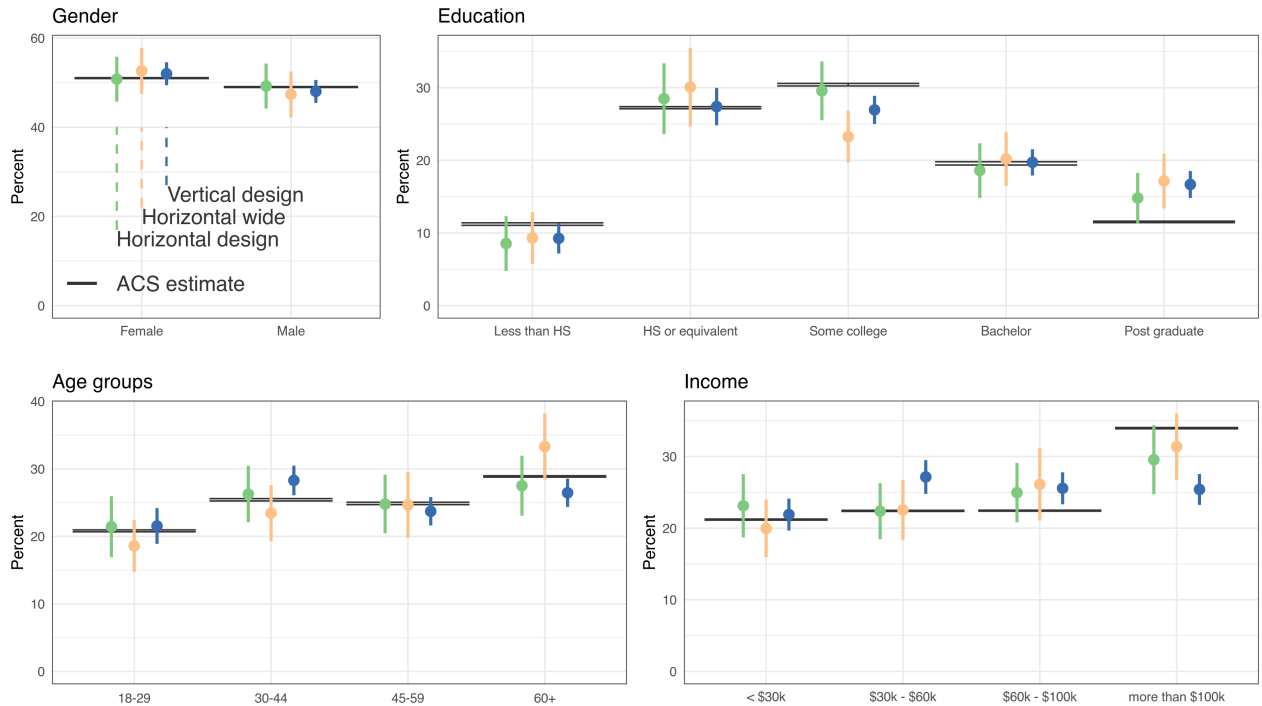 Gender
Percent
60
40
20
0
Vertical design
Horizontal wide
Horizontal design
ACS estimate
Female
Male
Education
Percent
30
20
10
0
Less than HS
HS or equivalent
Some college
Bachelor
Post graduate
Age groups
Percent
40
30
20
10
0
18-29
30-44
45-59
60+
Income
Percent
30
20
10
0
< $30k
$30k - $60k
$60k - $100k
more than $100k